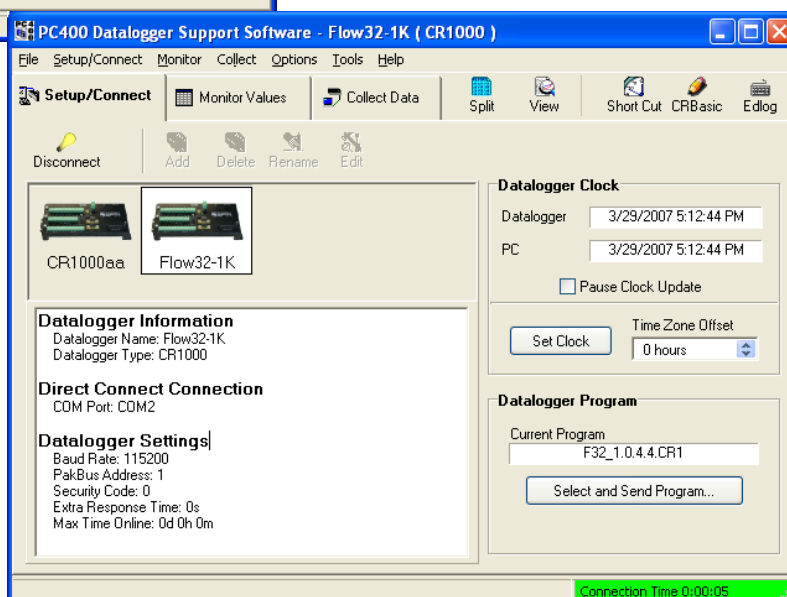 PC400 Datalogger Support Software - Flow32-1K ( CR1000 )
File Setup/Connect Monitor Collect Options Tools Help
Setup/Connect Monitor Values Collect Data Split View Short Cut CRBasic Edlog
Disconnect Add Delete Rename Edit
CR1000aa Flow32-1K
Datalogger Information
Datalogger Name: Flow32-1K
Datalogger Type: CR1000
Direct Connect Connection
COM Port: COM2
Datalogger Settings
Baud Rate: 115200
PakBus Address: 1
Security Code: 0
Extra Response Time: 0s
Max Time Online: 0d 0h 0m
Datalogger Clock
Datalogger 3/29/2007 5:12:44 PM
PC 3/29/2007 5:12:44 PM
Pause Clock Update
Time Zone Offset
Set Clock 0 hours
Datalogger Program
Current Program
F32_1.0.4.4.CR1
Select and Send Program...
Connection Time 0:00:05